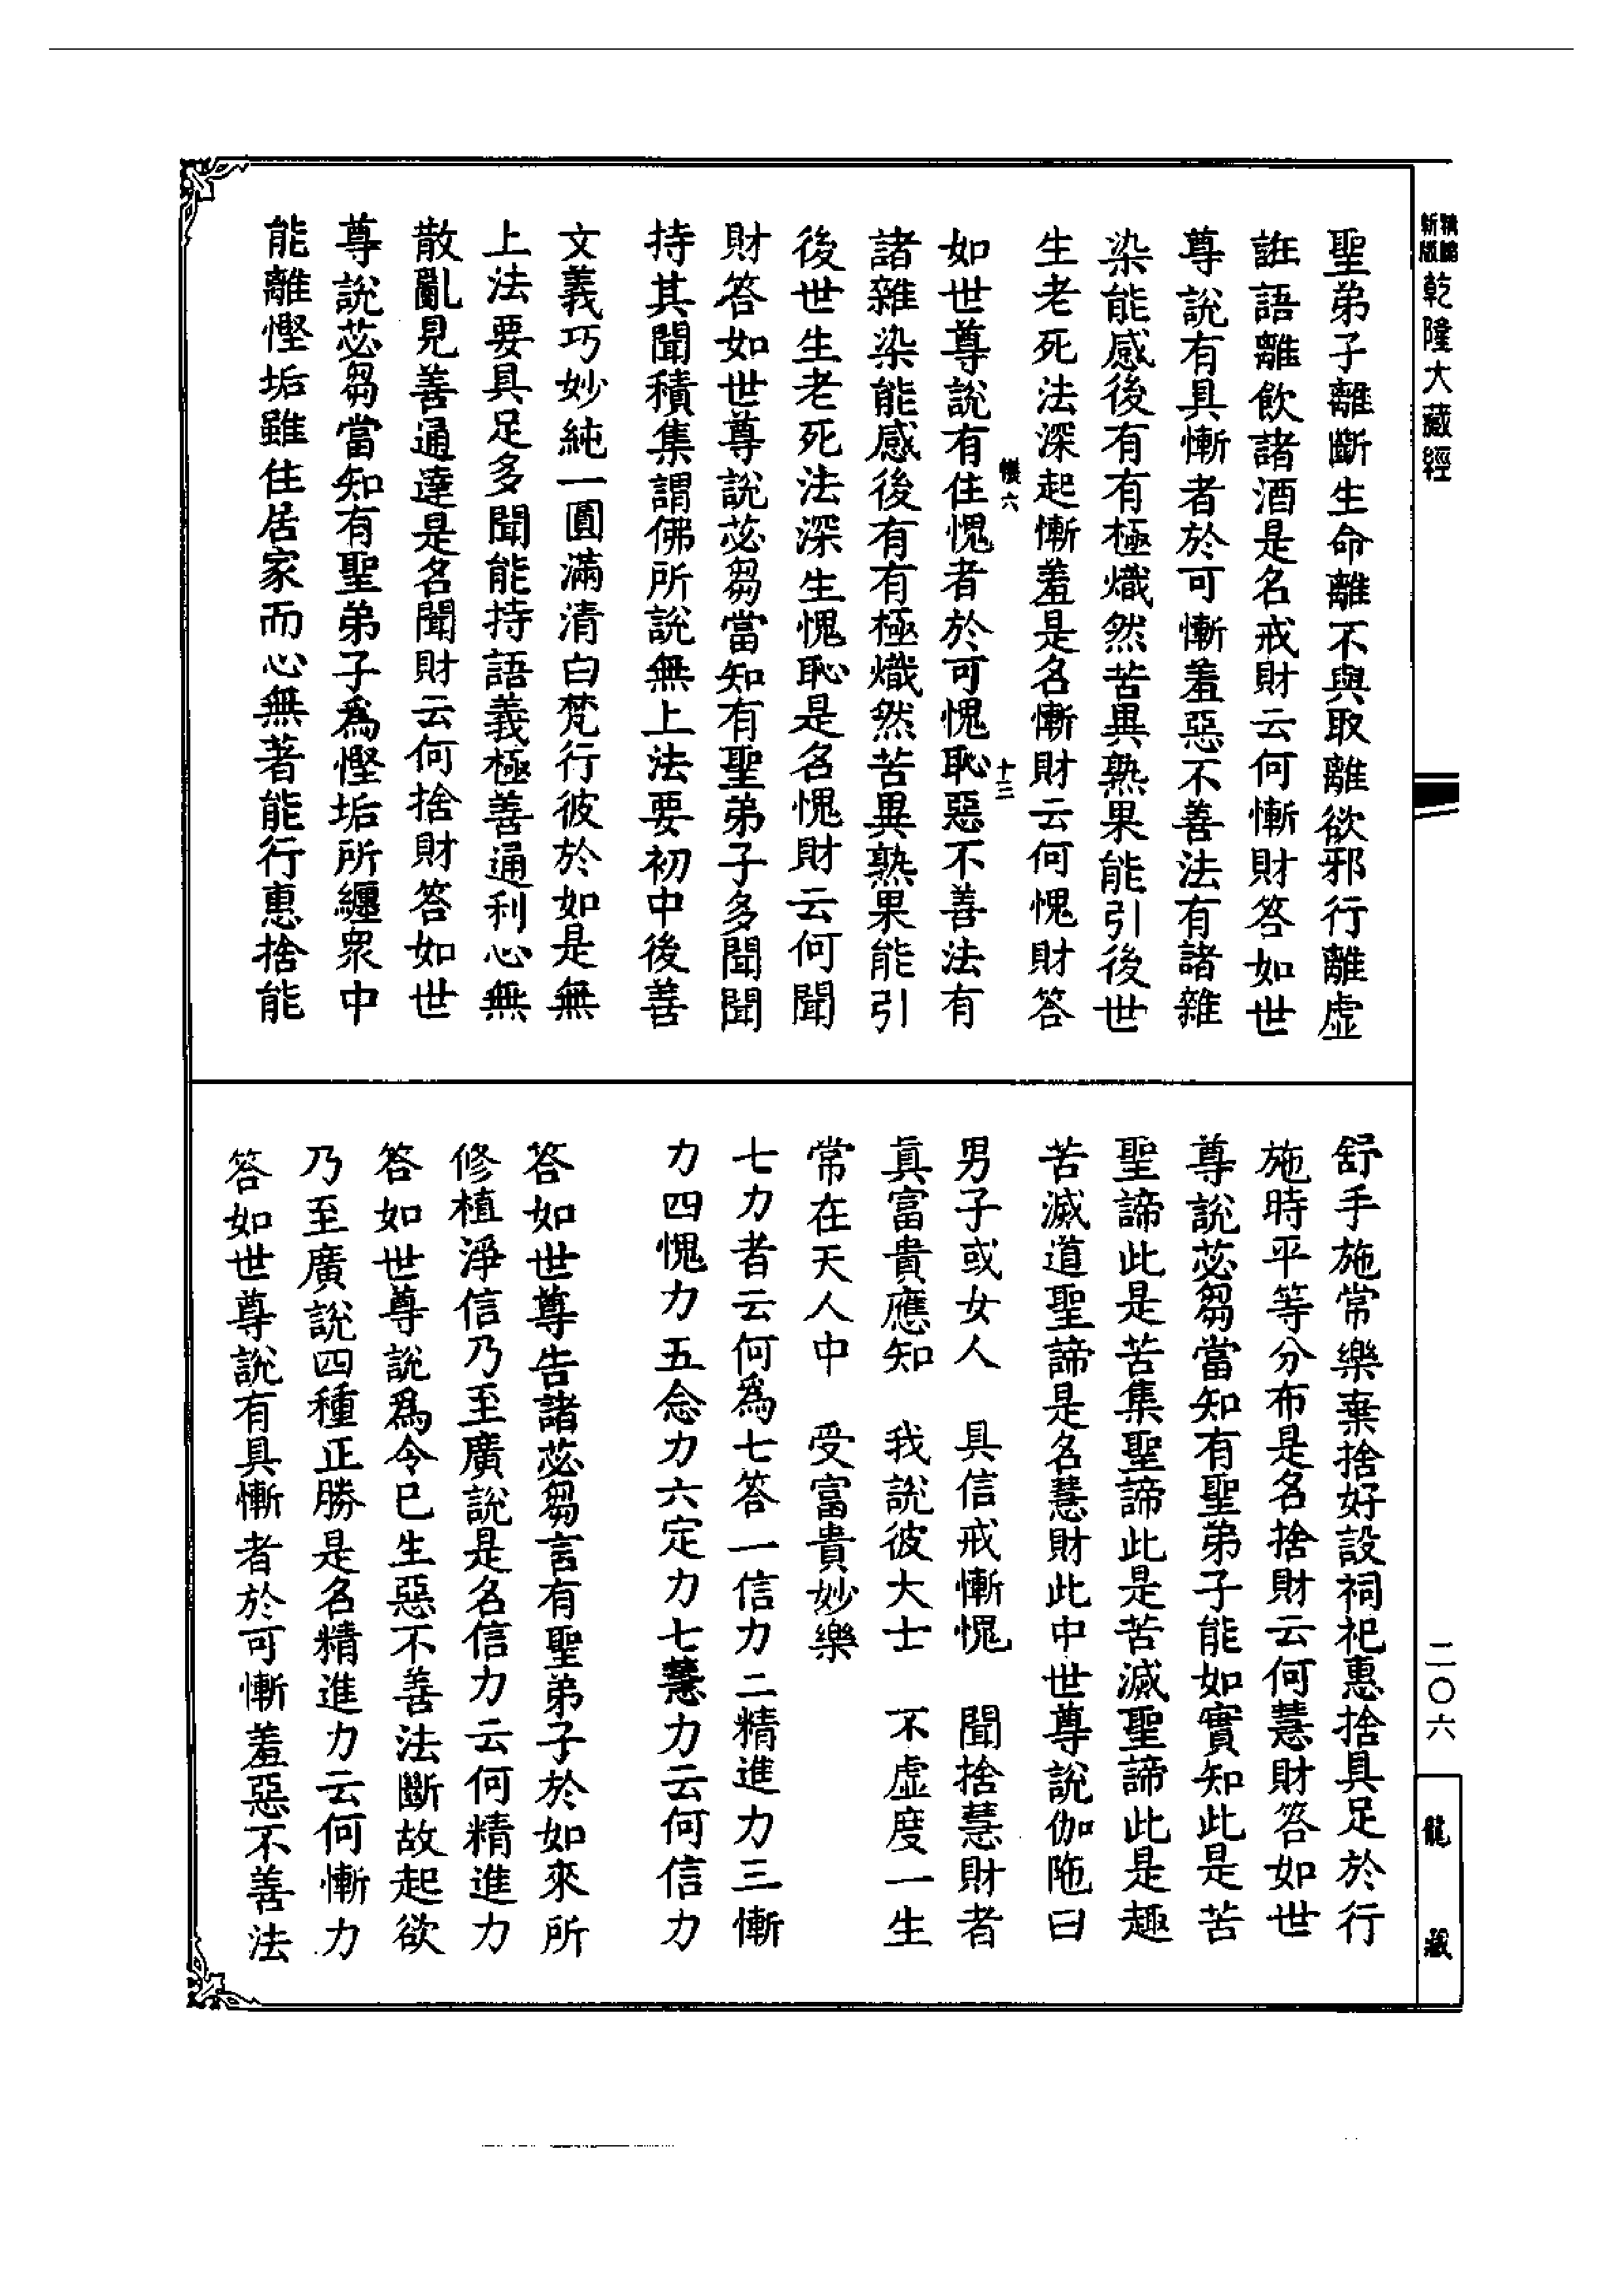 新編
新版
乾隆大藏經
聖弟子離斷生命離不與取離欲邪行離虛
誑語離飲諸酒是名戒財云何慚財答如世
尊說有具慚者於可慚羞惡不善法有諸雜
染能感後有有極熾然苦異熟果能引後世
生老死法深起慚羞是名慚財云何愧財答
帳六
十三
如世尊說有住愧者於可愧恥惡不善法有
諸雜染能感後有有極熾然苦異熟果能引
後世生老死法深生愧恥是名愧財云何聞
財答如世尊說苾芻當知有聖弟子多聞聞
持其聞積集謂佛所說無上法要初中後善
文義巧妙純一圓滿清白梵行彼於如是無
上法要具足多聞能持語義極善通利心無
散亂見善通達是名聞財云何捨財答如世
尊說苾芻當知有聖弟子為慳垢所纏眾中
能離慳垢雖住居家而心無著能行惠捨能
舒手施常樂棄捨好設祠祀惠捨具足於行
施時平等分布是名捨財云何慧財答如世
尊說苾芻當知有聖弟子能如實知此是苦
聖諦此是苦集聖諦此是苦滅聖諦此是趣
苦滅道聖諦是名慧財此中世尊說伽陁曰
男子或女人　具信戒慚愧　聞捨慧財者
真富貴應知　我說彼大士　不虛度一生
常在天人中　受富貴妙樂
七力者云何為七答一信力二精進力三慚
力四愧力五念力六定力七慧力云何信力
答如世尊告諸苾芻言有聖弟子於如來所
修植淨信乃至廣說是名信力云何精進力
答如世尊說為令已生惡不善法斷故起欲
乃至廣說四種正勝是名精進力云何慚力
答如世尊說有具慚者於可慚羞惡不善法
二〇六
龍藏